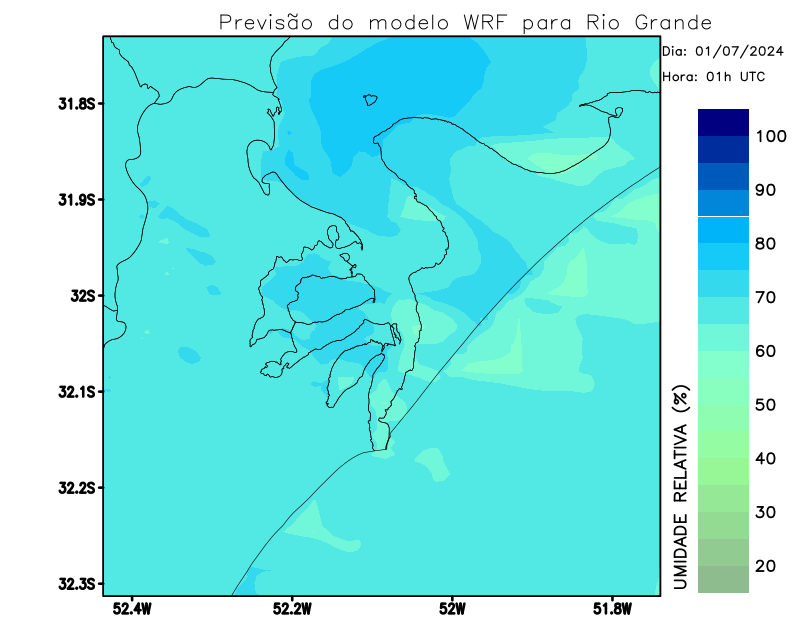 Previsão do modelo WRF para Rio Grande
Dia: 01/07/2024
Hora: 01h UTC
31.8S
31.9S
32S
32.1S
32.2S
32.3S
52.4W
52.2W
52W
51.8W
100
90
80
70
60
50
40
30
20
UMIDADE RELATIVA (%)